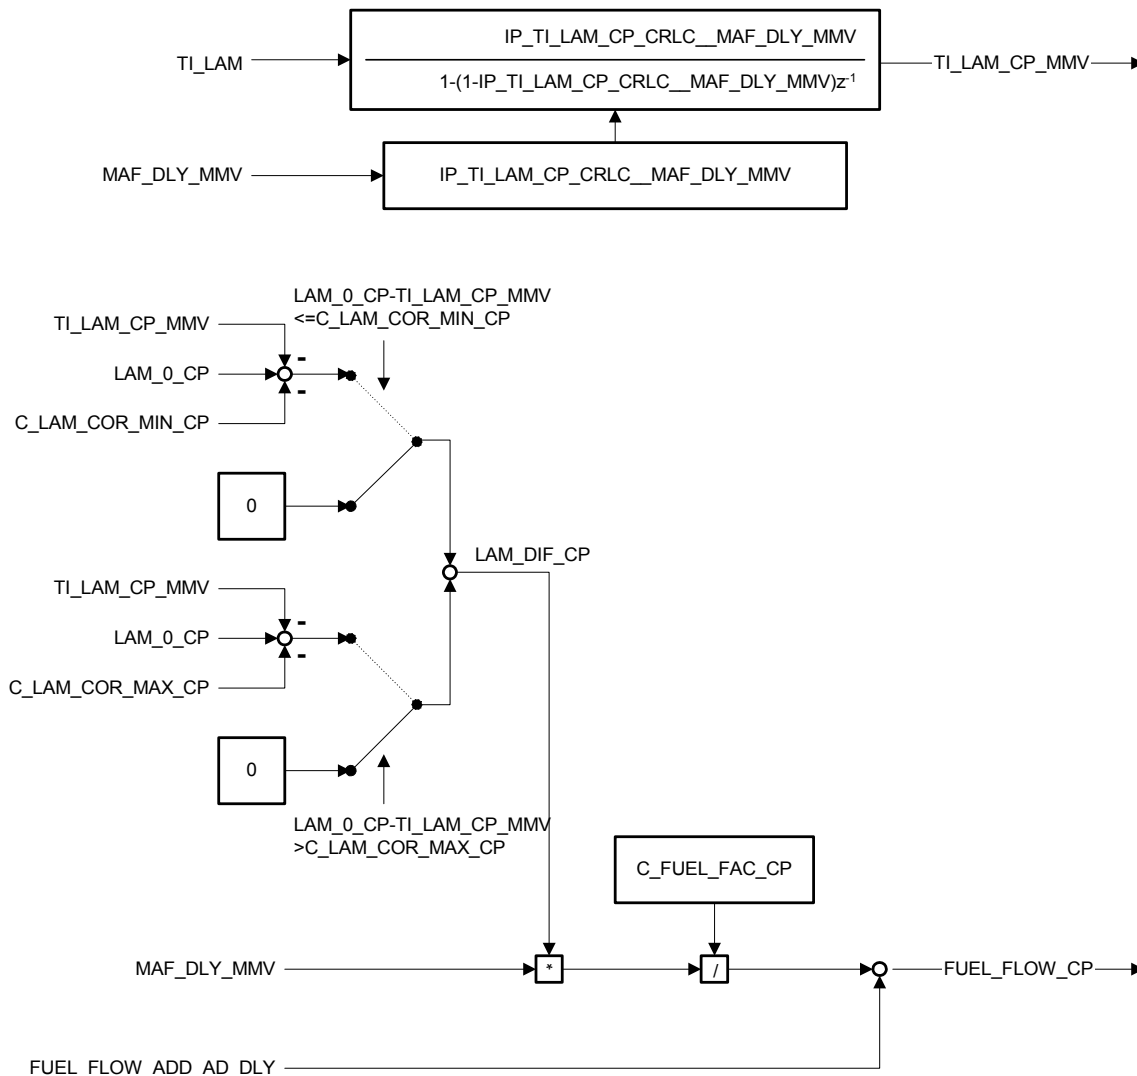 IP_TI_LAM_CP_CRLC__MAF_DLY_MMV
TI_LAM
TI_LAM_CP_MMV
1-(1-IP_TI_LAM_CP_CRLC__MAF_DLY_MMV)z-1
MAF_DLY_MMV
IP_TI_LAM_CP_CRLC__MAF_DLY_MMV
LAM_0_CP-TI_LAM_CP_MMV
<=C_LAM_COR_MIN_CP
TI_LAM_CP_MMV
-
LAM_0_CP
-
C_LAM_COR_MIN_CP
0
LAM_DIF_CP
TI_LAM_CP_MMV
-
LAM_0_CP
-
C_LAM_COR_MAX_CP
0
LAM_0_CP-TI_LAM_CP_MMV
>C_LAM_COR_MAX_CP
C_FUEL_FAC_CP
MAF_DLY_MMV
*
/
FUEL_FLOW_CP
FUEL_FLOW_ADD_AD_DLY